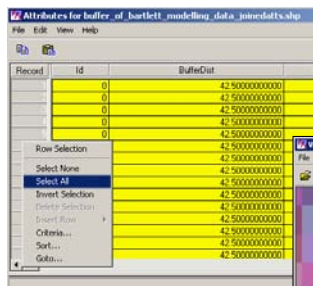 Attributes for buffer_of_bartlett_modelling_data_joinedatts.shp
File Edit View Help
Record Id BufferDist
0 42.50000000000
0 42.50000000000
0 42.50000000000
0 42.50000000000
0 42.50000000000
42.50000000000
Row Selection 42.50000000000
42.50000000000
Select None 42.50000000000
Select All 42.50000000000
Invert Selection 42.50000000000
Delete Selection 42.50000000000
Insert Row 42.50000000000
Criteria... 42.50000000000
Sort... 42.50000000000
Goto... 42.50000000000
File